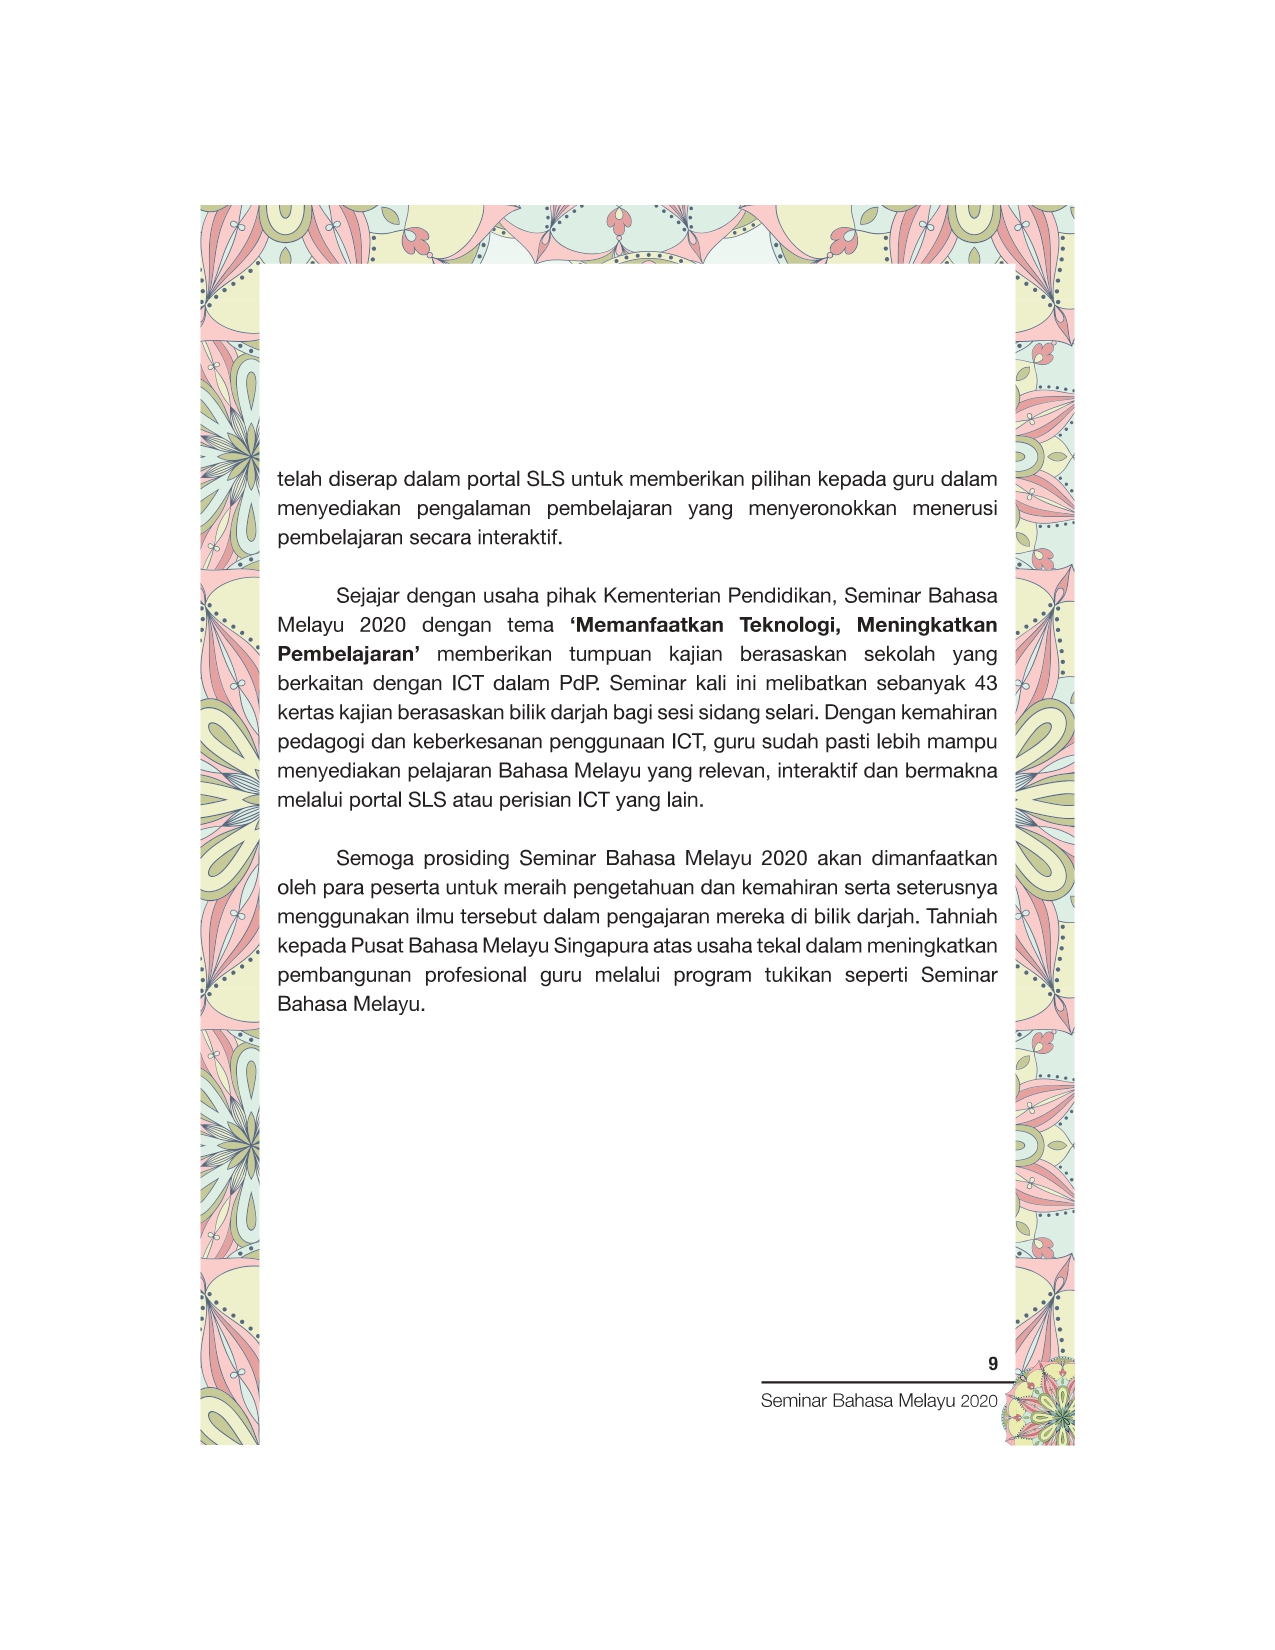 telah diserap dalam portal SLS untuk memberikan pilihan kepada guru dalam
menyediakan pengalaman pembelajaran yang menyeronokkan menerusi
pembelajaran secara interaktif.
Sejajar dengan usaha pihak Kementerian Pendidikan, Seminar Bahasa
Melayu 2020 dengan tema ‘Memanfaatkan Teknologi, Meningkatkan
Pembelajaran’ memberikan tumpuan kajian berasaskan sekolah yang
berkaitan dengan ICT dalam PdP. Seminar kali ini melibatkan sebanyak 43
kertas kajian berasaskan bilik darjah bagi sesi sidang selari. Dengan kemahiran
pedagogi dan keberkesanan penggunaan ICT, guru sudah pasti lebih mampu
menyediakan pelajaran Bahasa Melayu yang relevan, interaktif dan bermakna
melalui portal SLS atau perisian ICT yang lain.
Semoga prosiding Seminar Bahasa Melayu 2020 akan dimanfaatkan
oleh para peserta untuk meraih pengetahuan dan kemahiran serta seterusnya
menggunakan ilmu tersebut dalam pengajaran mereka di bilik darjah. Tahniah
kepada Pusat Bahasa Melayu Singapura atas usaha tekal dalam meningkatkan
pembangunan profesional guru melalui program tukikan seperti Seminar
Bahasa Melayu.
9
Seminar Bahasa Melayu 2020